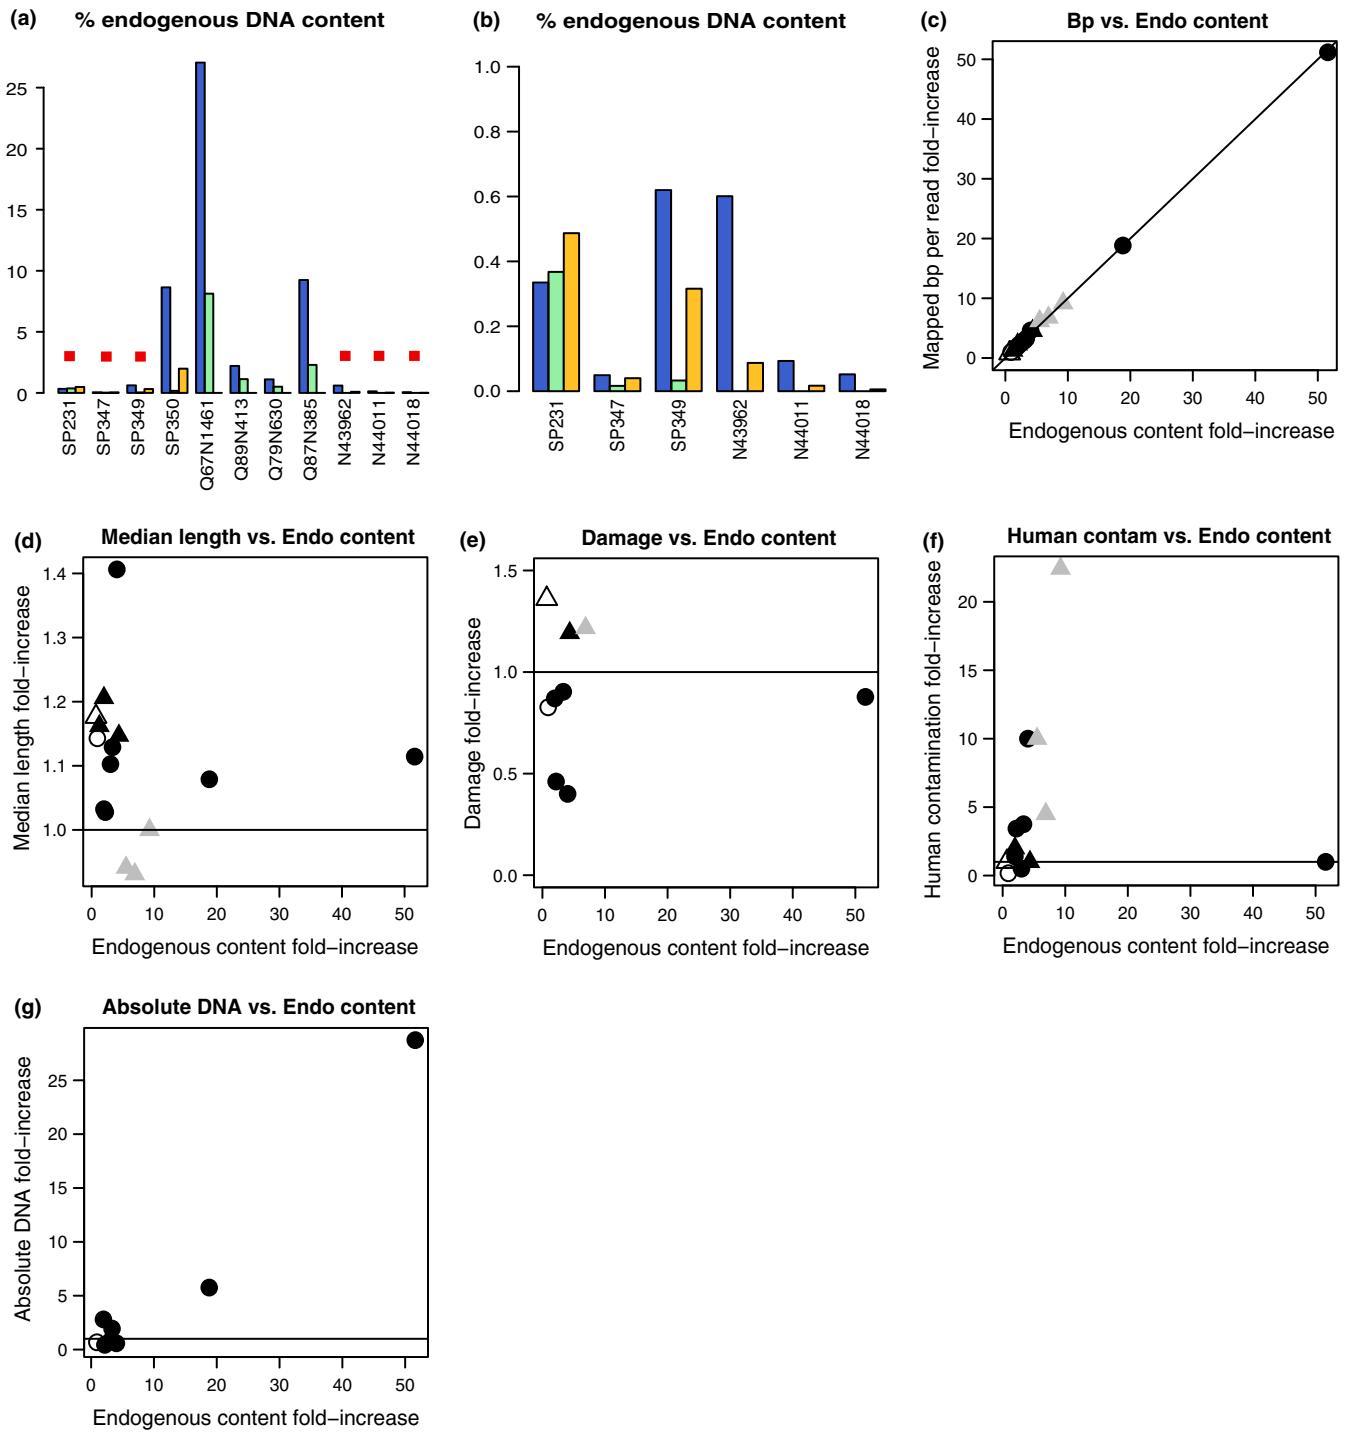 (a) % endogenous DNA content
25
20
15
10
5
0
SP231
SP347
SP349
SP350
Q67N1461
Q89N413
Q79N630
Q87N385
N43962
N44011
N44018
(b) % endogenous DNA content
1.0
0.8
0.6
0.4
0.2
0.0
SP231
SP347
SP349
N43962
N44011
N44018
(c) Bp vs. Endo content
Mapped bp per read fold−increase
50
40
30
20
10
0
0 10 20 30 40 50
Endogenous content fold−increase
(d) Median length vs. Endo content
Median length fold−increase
1.4
1.3
1.2
1.1
1.0
0 10 20 30 40 50
Endogenous content fold−increase
(e) Damage vs. Endo content
Damage fold−increase
1.5
1.0
0.5
0.0
0 10 20 30 40 50
Endogenous content fold−increase
(f) Human contam vs. Endo content
Human contamination fold−increase
20
15
10
5
0
0 10 20 30 40 50
Endogenous content fold−increase
(g) Absolute DNA vs. Endo content
Absolute DNA fold−increase
25
20
15
10
5
0
0 10 20 30 40 50
Endogenous content fold−increase